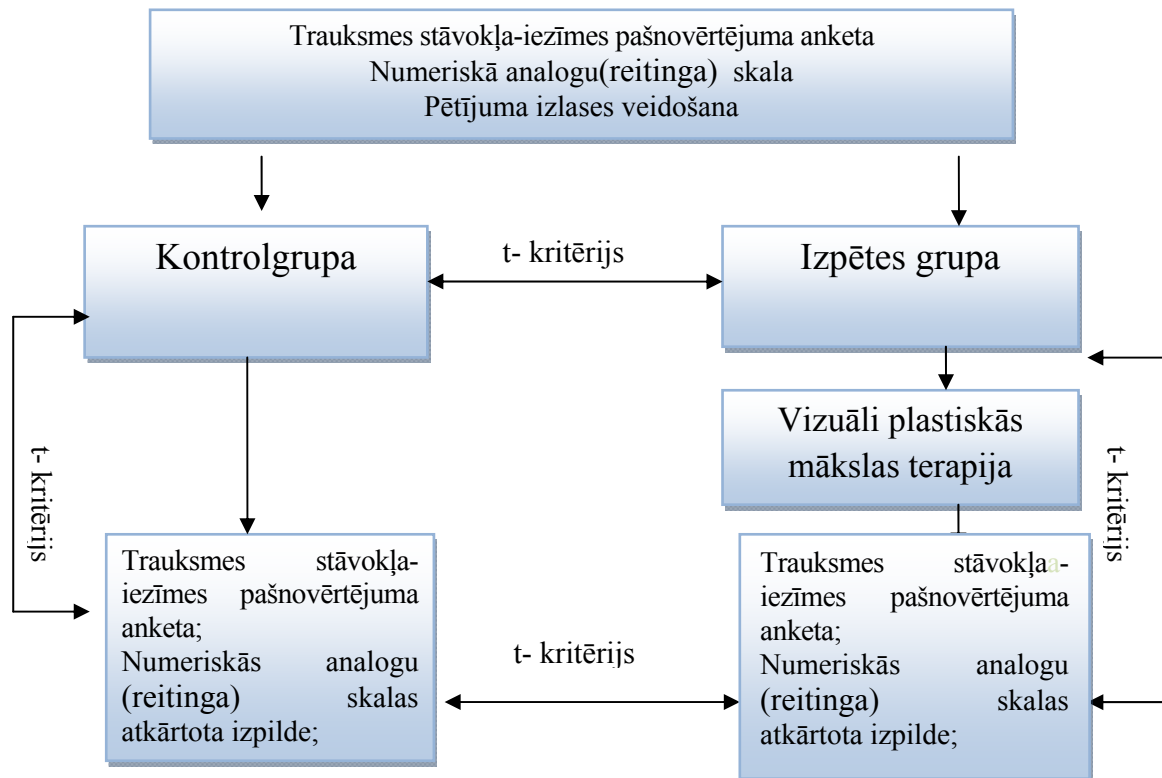 Trauksmes stāvokļa-iezīmes pašnovērtējuma anketa
Numeriskā analogu(reitinga) skala
Pētījuma izlases veidošana
Kontrolgrupa
t- kritērijs
Izpētes grupa
Vizuāli plastiskās
mākslas terapija
t- kritērijs
t- kritērijs
Trauksmes stāvokļa-
iezīmes pašnovērtējuma
anketa;
Numeriskās analogu
(reitinga) skalas
atkārtota izpilde;
t- kritērijs
Trauksmes stāvokļaa-
iezīmes pašnovērtējuma
anketa;
Numeriskās analogu
(reitinga) skalas
atkārtota izpilde;